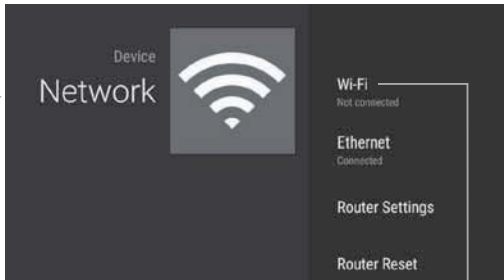 Device
Network
Wi-Fi
Not connected
Ethernet
Connected
Router Settings
Router Reset